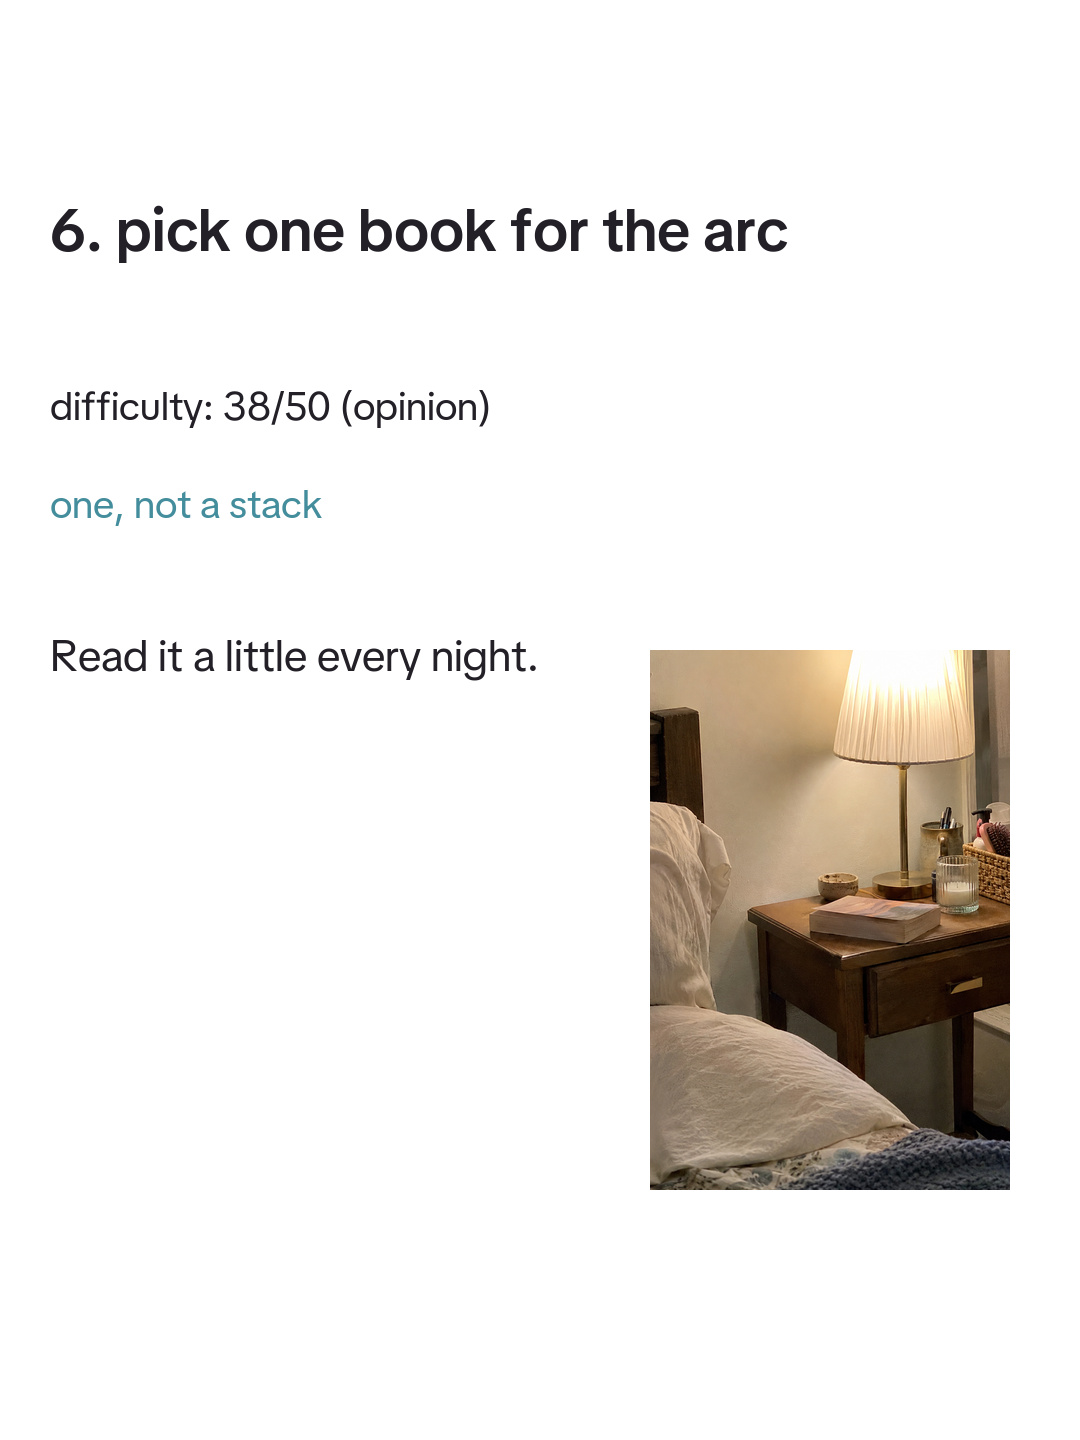 6. pick one book for the arc
difficulty: 38/50 (opinion)
one, not a stack
Read it a little every night.